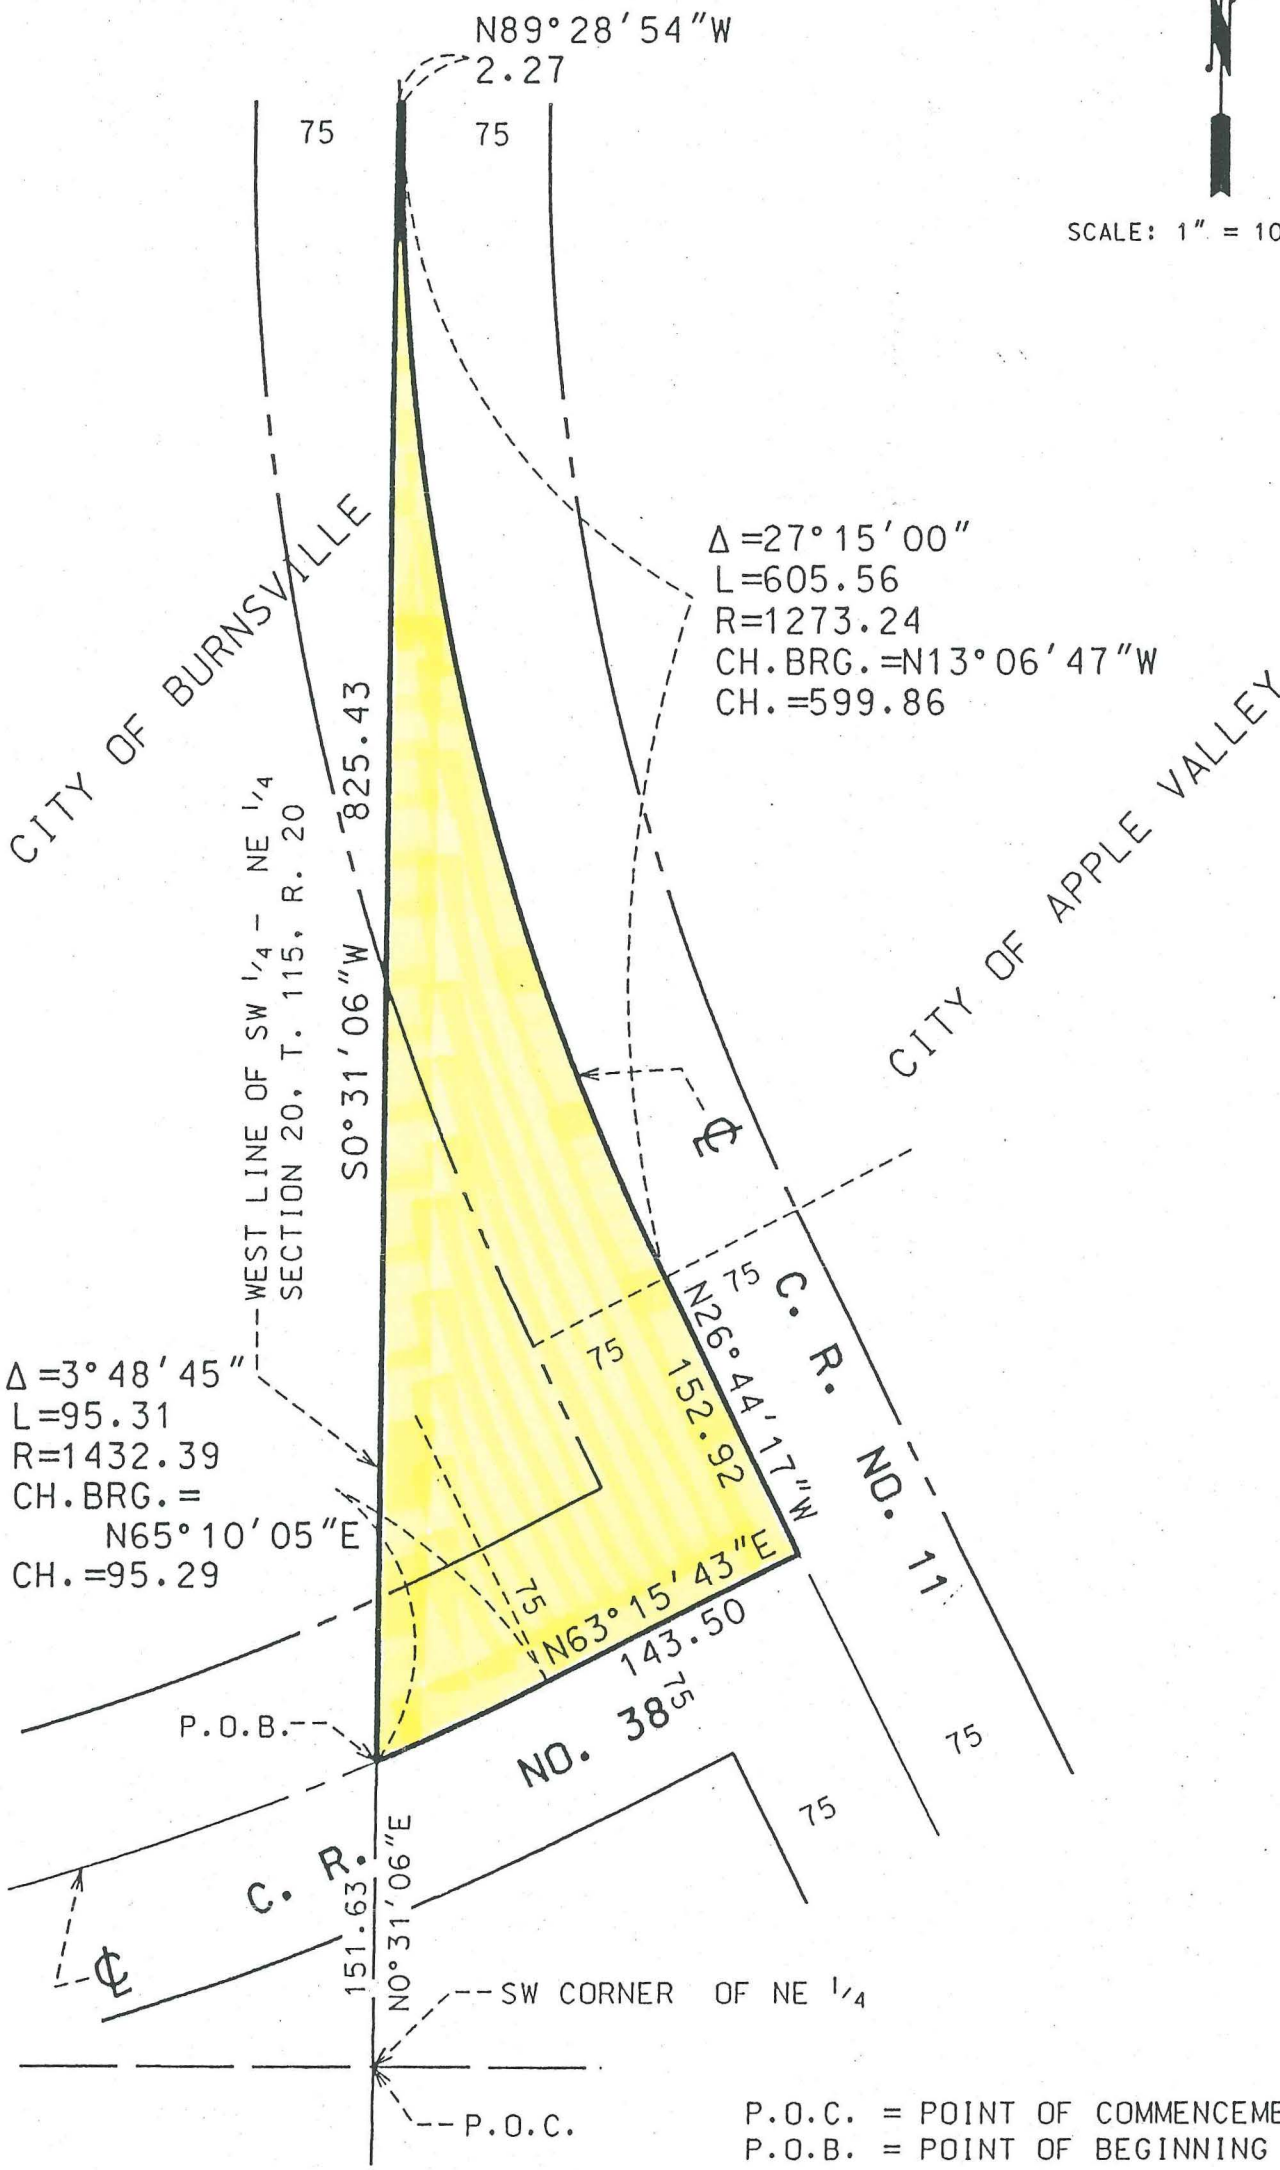 N89°28'54"W
2.27
75
75
SCALE: 1" = 10
CITY OF BURNSVILLE
Δ=27°15'00"
L=605.56
R=1273.24
CH.BRG.=N13°06'47"W
CH.=599.86
825.43
S0°31'06"W
WEST LINE OF SW 1/4 - NE 1/4
SECTION 20, T. 115, R. 20
CITY OF APPLE VALLEY
℄
75
C. R. NO. 11
75
N26°44'17"W
152.92
Δ=3°48'45"
L=95.31
R=1432.39
CH.BRG.=
N65°10'05"E
CH.=95.29
75
N63°15'43"E
143.50
75
P.O.B.
C. R. NO. 38
75
75
151.63
N0°31'06"E
℄
SW CORNER OF NE 1/4
P.O.C.
P.O.C. = POINT OF COMMENCEME
P.O.B. = POINT OF BEGINNING